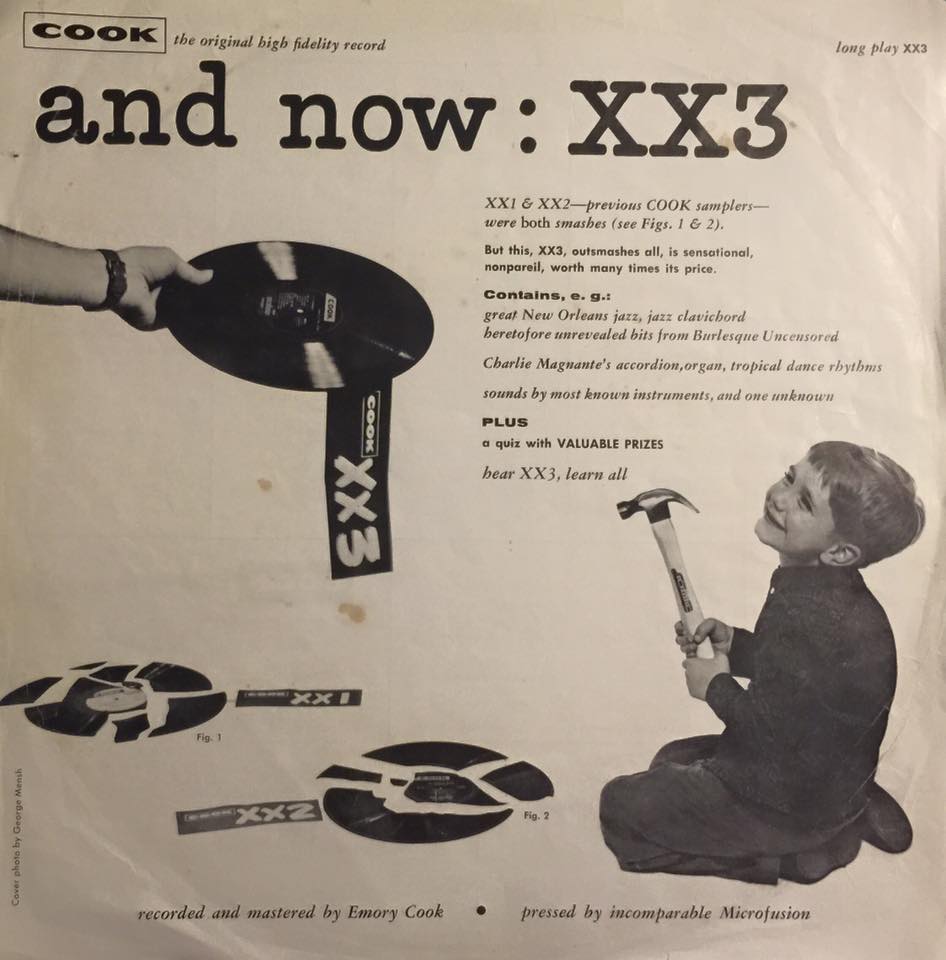 COOK the original high fidelity record
long play XX3
and now: XX3
XX1 & XX2—previous COOK samplers—
were both smashes (see Figs. 1 & 2).
But this, XX3, outsmashes all, is sensational,
nonpareil, worth many times its price.
Contains, e. g.:
great New Orleans jazz, jazz clavichord
heretofore unrevealed bits from Burlesque Uncensored
Charlie Magnante's accordion, organ, tropical dance rhythms
sounds by most known instruments, and one unknown
PLUS
a quiz with VALUABLE PRIZES
hear XX3, learn all
COOK
COOK XX3
COOK XX1
Fig. 1
COOK XX2
Fig. 2
Cover photo by George Mensh
recorded and mastered by Emory Cook • pressed by incomparable Microfusion